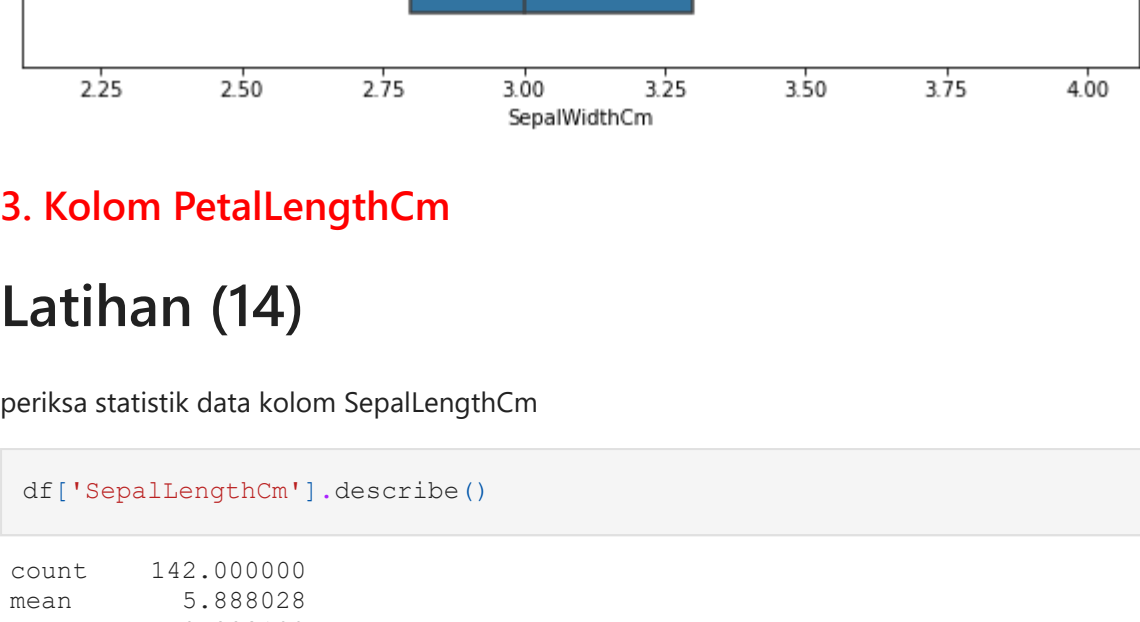 2.25 2.50 2.75 3.00 3.25 3.50 3.75 4.00
SepalWidthCm
3. Kolom PetalLengthCm
Latihan (14)
periksa statistik data kolom SepalLengthCm
df['SepalLengthCm'].describe()
count 142.000000
mean 5.888028